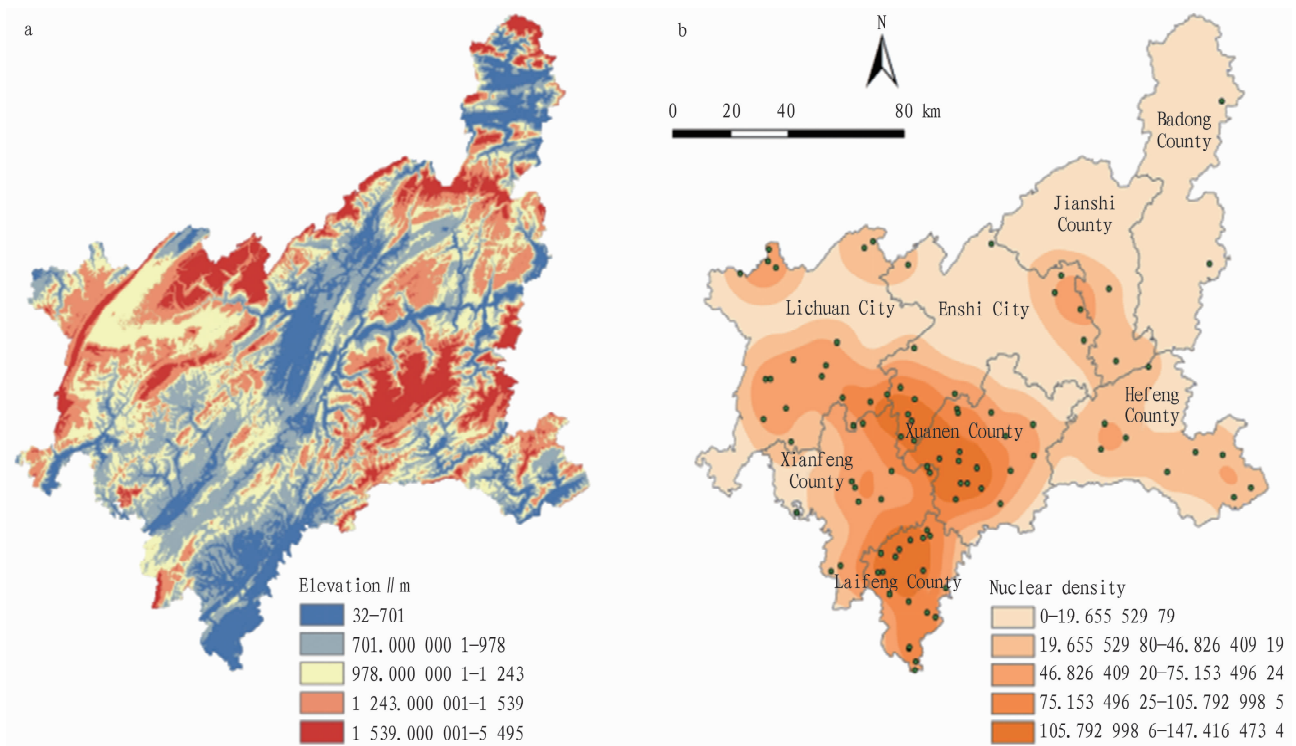 a
Elevation∥m
32-701
701.000 000 1-978
978.000 000 1-1 243
1 243.000 001-1 539
1 539.000 001-5 495
b
N
0 20 40 80 km
Badong
County
Jianshi
County
Lichuan City
Enshi City
Hefeng
County
Xuanen County
Xianfeng
County
Laifeng County
Nuclear density
0-19.655 529 79
19.655 529 80-46.826 409 19
46.826 409 20-75.153 496 24
75.153 496 25-105.792 998 5
105.792 998 6-147.416 473 4